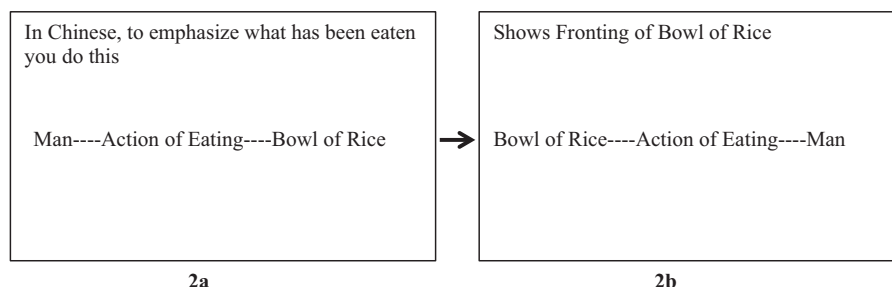 In Chinese, to emphasize what has been eaten
you do this
Man----Action of Eating----Bowl of Rice
2a
Shows Fronting of Bowl of Rice
Bowl of Rice----Action of Eating----Man
2b